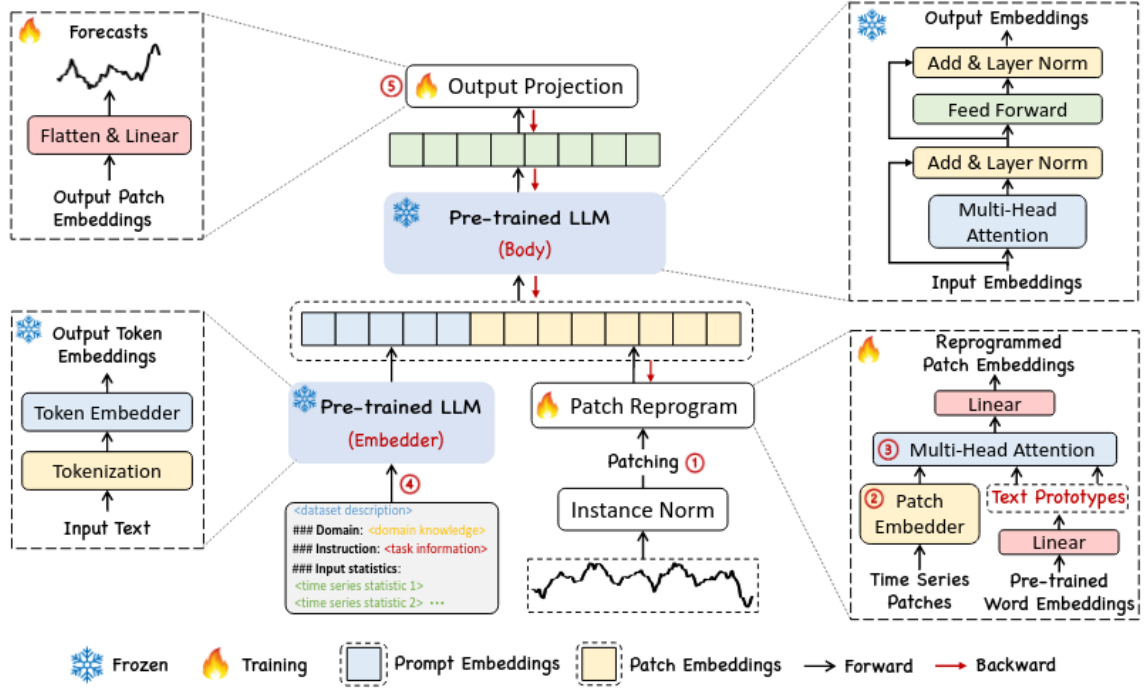 Forecasts
Flatten & Linear
Output Patch
Embeddings
⑤ Output Projection
Pre-trained LLM
(Body)
Output Embeddings
Add & Layer Norm
Feed Forward
Add & Layer Norm
Multi-Head
Attention
Input Embeddings
Output Token
Embeddings
Token Embedder
Tokenization
Input Text
Pre-trained LLM
(Embedder)
④
<dataset description>
### Domain: <domain knowledge>
### Instruction: <task information>
### Input statistics:
<time series statistic 1>
<time series statistic 2> ···
Patch Reprogram
Patching ①
Instance Norm
Reprogrammed
Patch Embeddings
Linear
③ Multi-Head Attention
② Patch
Embedder
Text Prototypes
Linear
Time Series
Patches
Pre-trained
Word Embeddings
Frozen
Training
Prompt Embeddings
Patch Embeddings
Forward
Backward